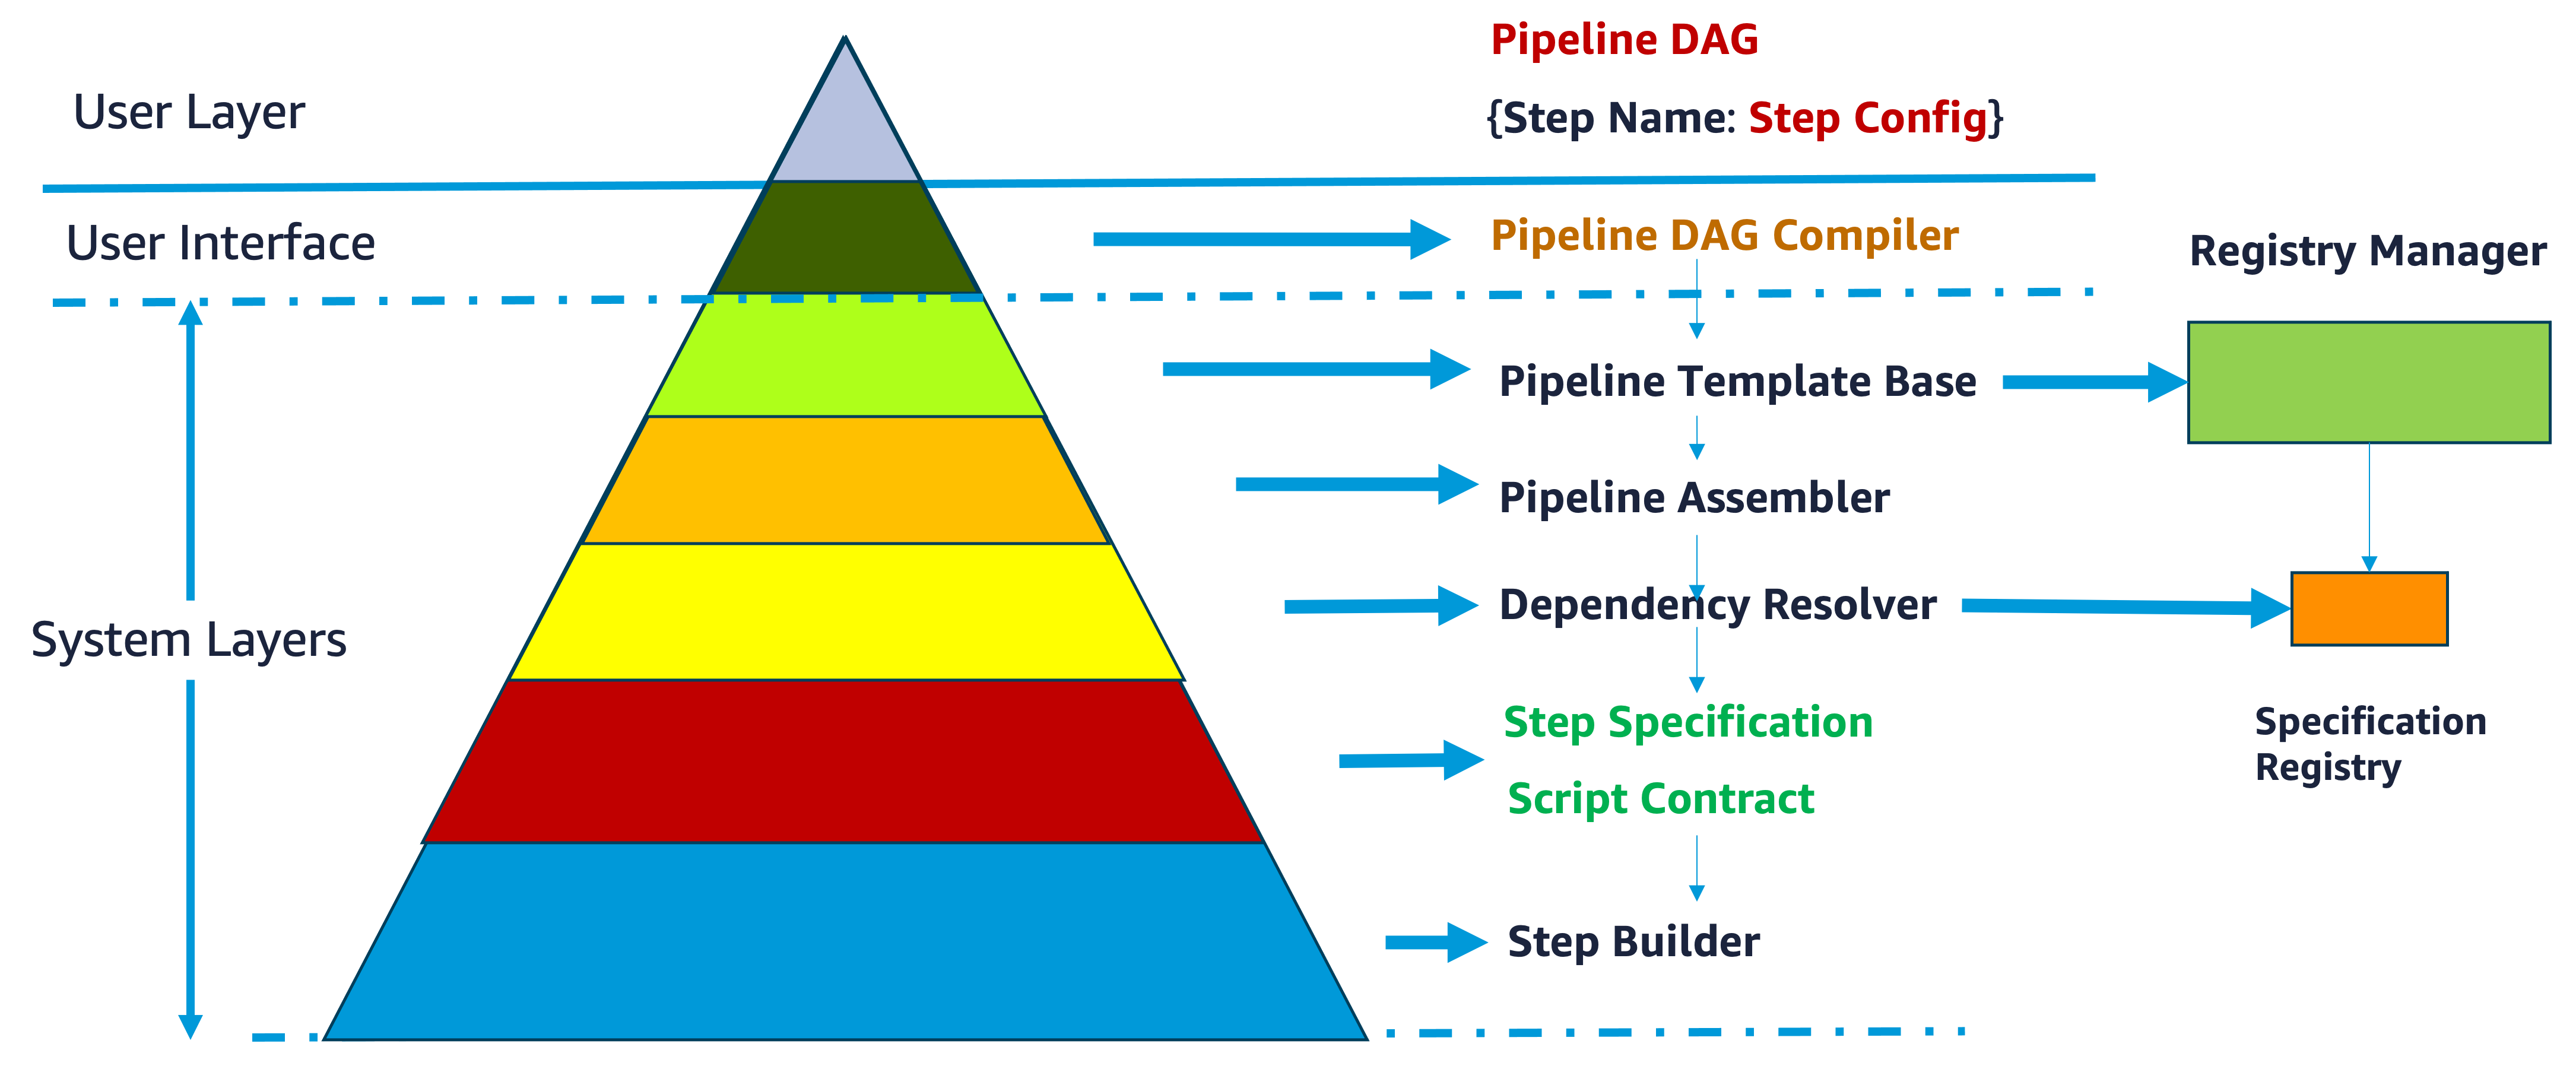 Pipeline DAG
User Layer
{Step Name: Step Config}
User Interface
Pipeline DAG Compiler
Registry Manager
Pipeline Template Base
Pipeline Assembler
Dependency Resolver
System Layers
Step Specification
Specification
Registry
Script Contract
Step Builder